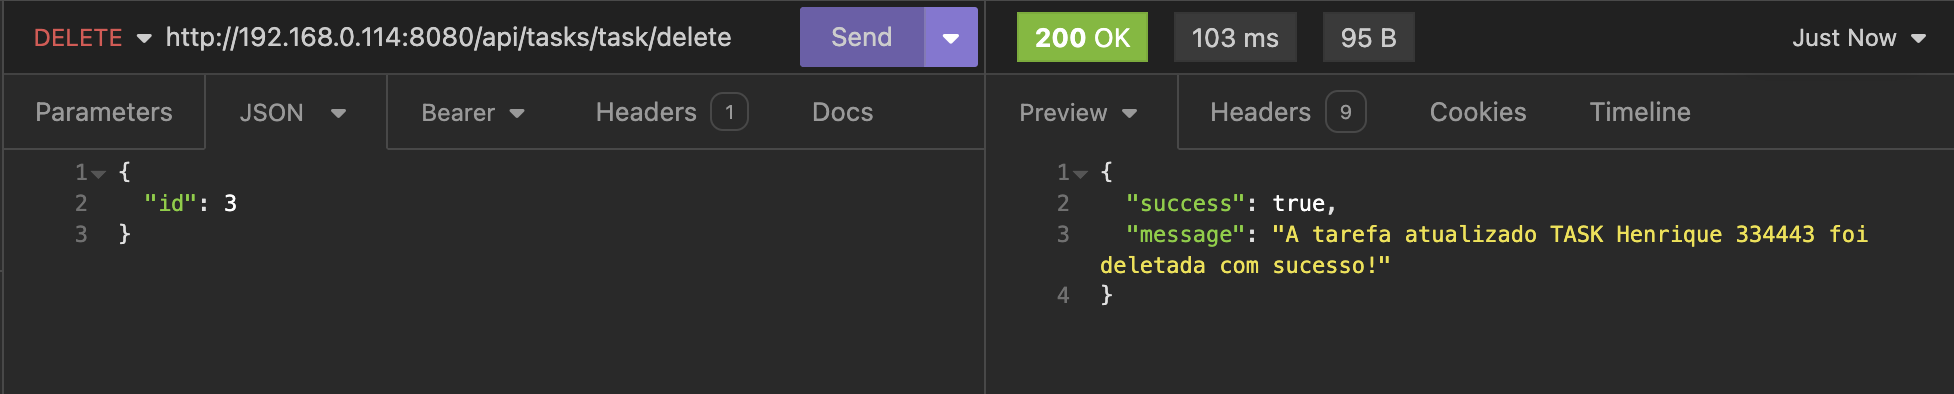 DELETE http://192.168.0.114:8080/api/tasks/task/delete Send 200 OK 103 ms 95 B Just Now
Parameters JSON Bearer Headers 1 Docs Preview Headers 9 Cookies Timeline
1 {
2 "id": 3
3 }
1 {
2 "success": true,
3 "message": "A tarefa atualizado TASK Henrique 334443 foi
deletada com sucesso!"
4 }